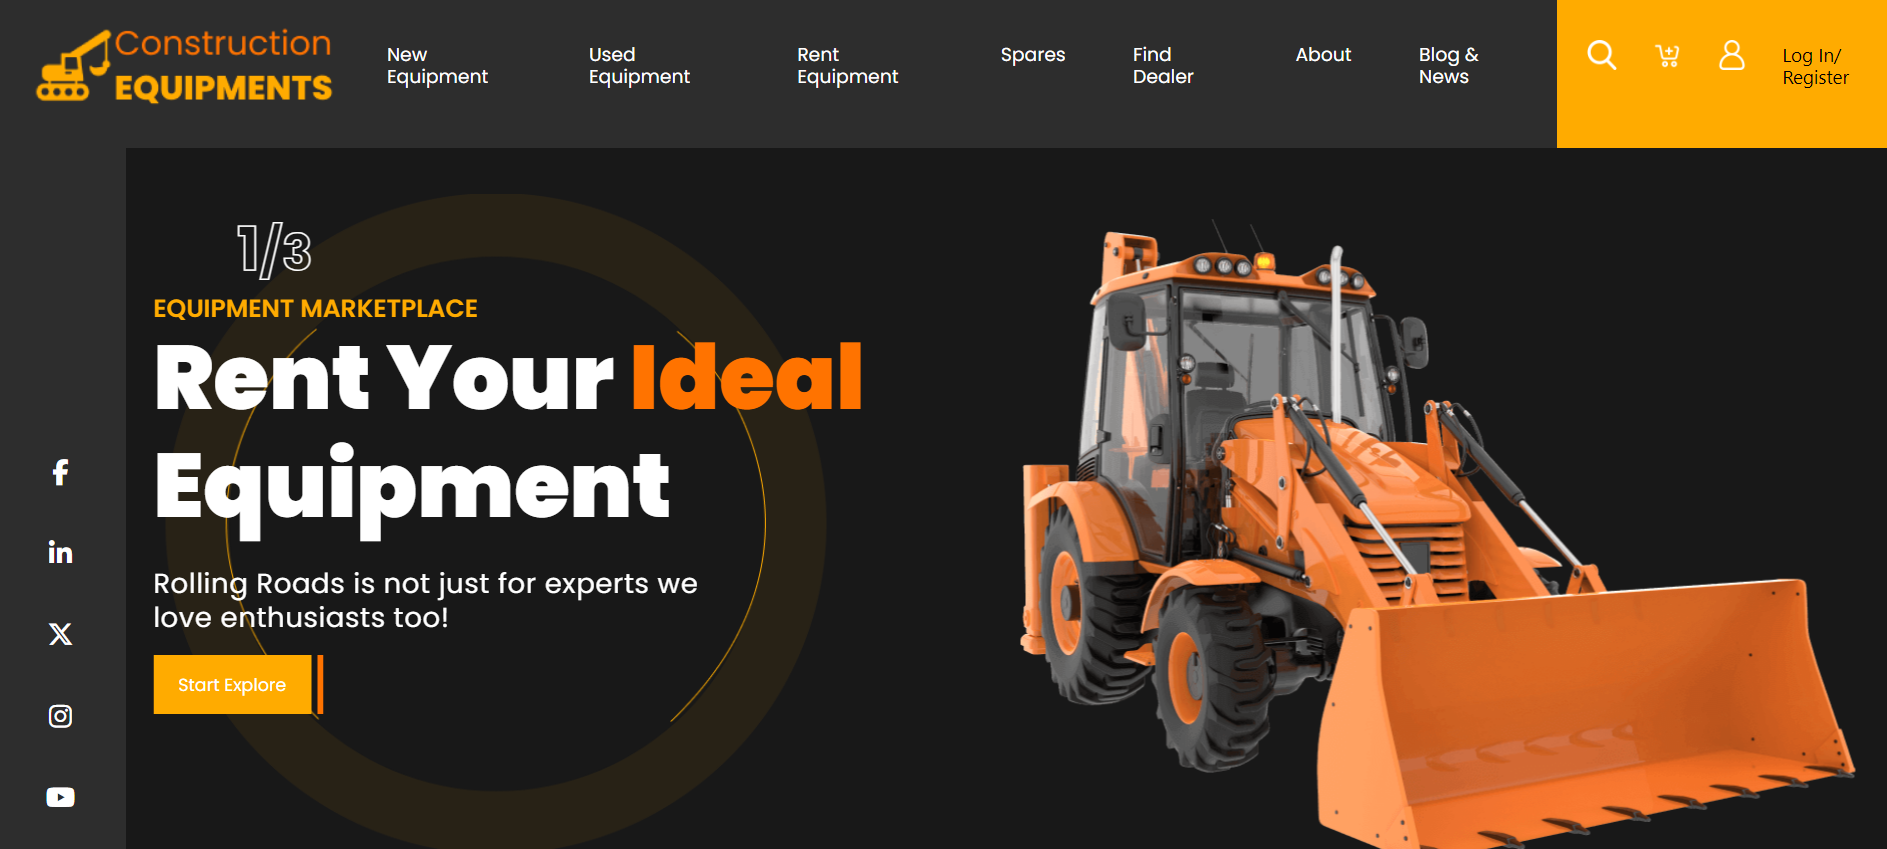 Construction
EQUIPMENTS
New
Equipment
Used
Equipment
Rent
Equipment
Spares
Find
Dealer
About
Blog &
News
Log In/
Register
1/3
EQUIPMENT MARKETPLACE
Rent Your Ideal
Equipment
Rolling Roads is not just for experts we
love enthusiasts too!
Start Explore